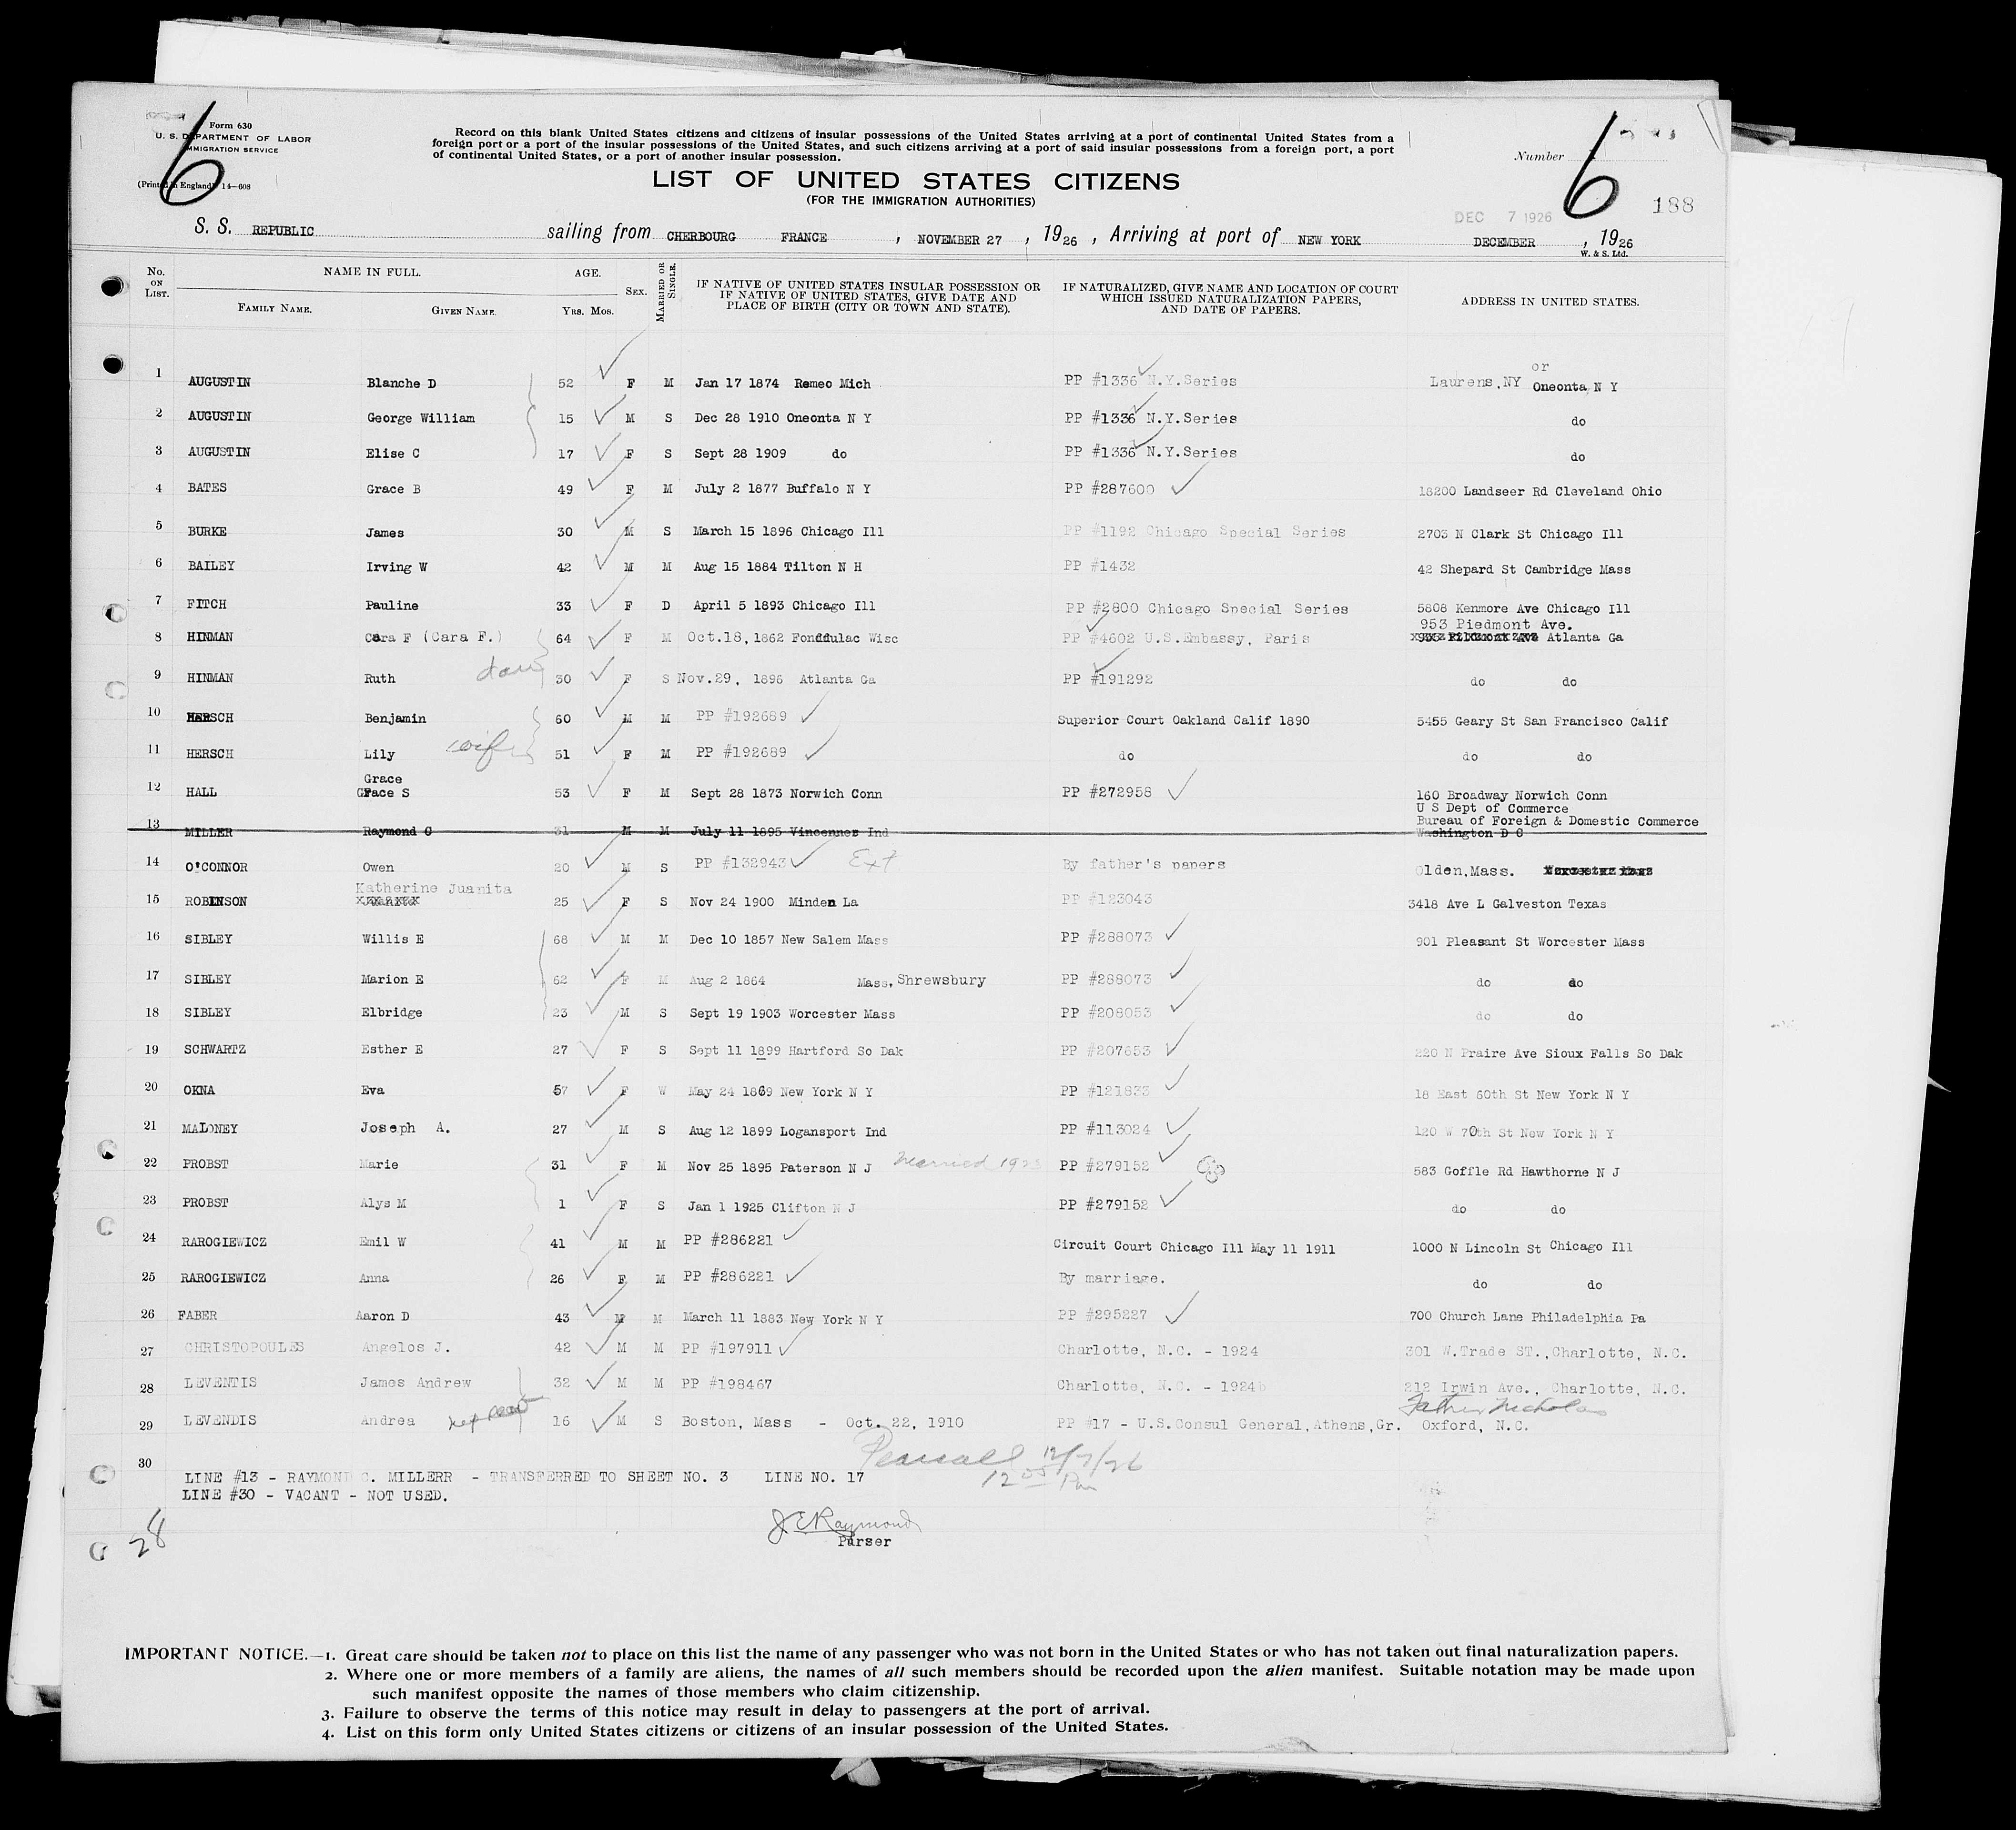 6
Form 630
U. S. DEPARTMENT OF LABOR
IMMIGRATION SERVICE
(Printed in England) 14—608
Record on this blank United States citizens and citizens of insular possessions of the United States arriving at a port of continental United States from a
foreign port or a port of the insular possessions of the United States, and such citizens arriving at a port of said insular possessions from a foreign port, a port
of continental United States, or a port of another insular possession.
LIST OF UNITED STATES CITIZENS
(FOR THE IMMIGRATION AUTHORITIES)
Number 6
188
DEC 7 1926
S. S. REPUBLIC sailing from CHERBOURG FRANCE , NOVEMBER 27 , 1926 , Arriving at port of NEW YORK DECEMBER , 1926
W. & S. Ltd.
No. ON LIST. NAME IN FULL. FAMILY NAME. GIVEN NAME. AGE. YRS. MOS. SEX. MARRIED OR SINGLE. IF NATIVE OF UNITED STATES INSULAR POSSESSION OR IF NATIVE OF UNITED STATES, GIVE DATE AND PLACE OF BIRTH (CITY OR TOWN AND STATE). IF NATURALIZED, GIVE NAME AND LOCATION OF COURT WHICH ISSUED NATURALIZATION PAPERS, AND DATE OF PAPERS. ADDRESS IN UNITED STATES.
1 AUGUSTIN Blanche D 52 F M Jan 17 1874 Romeo Mich PP #1336 N.Y.Series Laurens,NY or Oneonta N Y
2 AUGUSTIN George William 15 M S Dec 28 1910 Oneonta N Y PP #1336 N.Y.Series do
3 AUGUSTIN Elise C 17 F S Sept 28 1909 do PP #1336 N.Y.Series do
4 BATES Grace B 49 F M July 2 1877 Buffalo N Y PP #287600 18200 Landseer Rd Cleveland Ohio
5 BURKE James 30 M S March 15 1896 Chicago Ill PP #1192 Chicago Special Series 2703 N Clark St Chicago Ill
6 BAILEY Irving W 42 M M Aug 15 1884 Tilton N H PP #1432 42 Shepard St Cambridge Mass
7 FITCH Pauline 33 F D April 5 1893 Chicago Ill PP #2800 Chicago Special Series 5808 Kenmore Ave Chicago Ill
953 Piedmont Ave.
8 HINMAN Cara F (Cara F.) 64 F M Oct.18, 1862 Fonddulac Wisc PP #4602 U.S.Embassy, Paris Atlanta Ga
9 HINMAN Ruth dau 30 F S Nov.29, 1896 Atlanta Ga PP #191292 do do
10 HERSCH Benjamin 60 M M PP #192689 Superior Court Oakland Calif 1890 5455 Geary St San Francisco Calif
11 HERSCH Lily wife 51 F M PP #192689 do do do
Grace
12 HALL Grace S 53 F M Sept 28 1873 Norwich Conn PP #272958 160 Broadway Norwich Conn
U S Dept of Commerce
Bureau of Foreign & Domestic Commerce
13 MILLER Raymond C 31 M M July 11 1895 Vincennes Ind Washington D C
14 O'CONNOR Owen 20 M S PP #132943 Ext By father's papers Olden,Mass.
Katherine Juanita
15 ROBINSON 25 F S Nov 24 1900 Minden La PP #123043 3418 Ave L Galveston Texas
16 SIBLEY Willis E 68 M M Dec 10 1857 New Salem Mass PP #288073 901 Pleasant St Worcester Mass
17 SIBLEY Marion E 62 F M Aug 2 1864 Mass, Shrewsbury PP #288073 do do
18 SIBLEY Elbridge 23 M S Sept 19 1903 Worcester Mass PP #208053 do do
19 SCHWARTZ Esther E 27 F S Sept 11 1899 Hartford So Dak PP #207653 220 N Praire Ave Sioux Falls So Dak
20 OKNA Eva 57 F W May 24 1869 New York N Y PP #121833 18 East 60th St New York N Y
21 MALONEY Joseph A. 27 M S Aug 12 1899 Logansport Ind PP #113024 120 W 70th St New York N Y
22 PROBST Marie 31 F M Nov 25 1895 Paterson N J married PP #279152 583 Goffle Rd Hawthorne N J
23 PROBST Alys M 1 F S Jan 1 1925 Clifton N J PP #279152 do do
24 RAROGIEWICZ Emil W 41 M M PP #286221 Circuit Court Chicago Ill May 11 1911 1000 N Lincoln St Chicago Ill
25 RAROGIEWICZ Anna 26 F M PP #286221 By marriage. do do
26 FABER Aaron D 43 M M March 11 1883 New York N Y PP #295227 700 Church Lane Philadelphia Pa
27 CHRISTOPOULES Angelos J. 42 M M PP #197911 Charlotte, N.C. - 1924 301 W.Trade ST.,Charlotte, N.C.
28 LEVENTIS James Andrew 32 M M PP #198467 Charlotte, N.C. - 1924 212 Irwin Ave., Charlotte, N.C.
Father Nicholas
29 LEVENDIS Andrea nephew 16 M S Boston, Mass - Oct. 22, 1910 PP #17 - U.S.Consul General,Athens,Gr. Oxford, N.C.
30
12/7/26
LINE #13 - RAYMOND C. MILLERR - TRANSFERRED TO SHEET NO. 3 LINE NO. 17
12 05 Pm
LINE #30 - VACANT - NOT USED.
28
J E Raymond
Purser
IMPORTANT NOTICE.—1. Great care should be taken not to place on this list the name of any passenger who was not born in the United States or who has not taken out final naturalization papers.
2. Where one or more members of a family are aliens, the names of all such members should be recorded upon the alien manifest. Suitable notation may be made upon
such manifest opposite the names of those members who claim citizenship.
3. Failure to observe the terms of this notice may result in delay to passengers at the port of arrival.
4. List on this form only United States citizens or citizens of an insular possession of the United States.